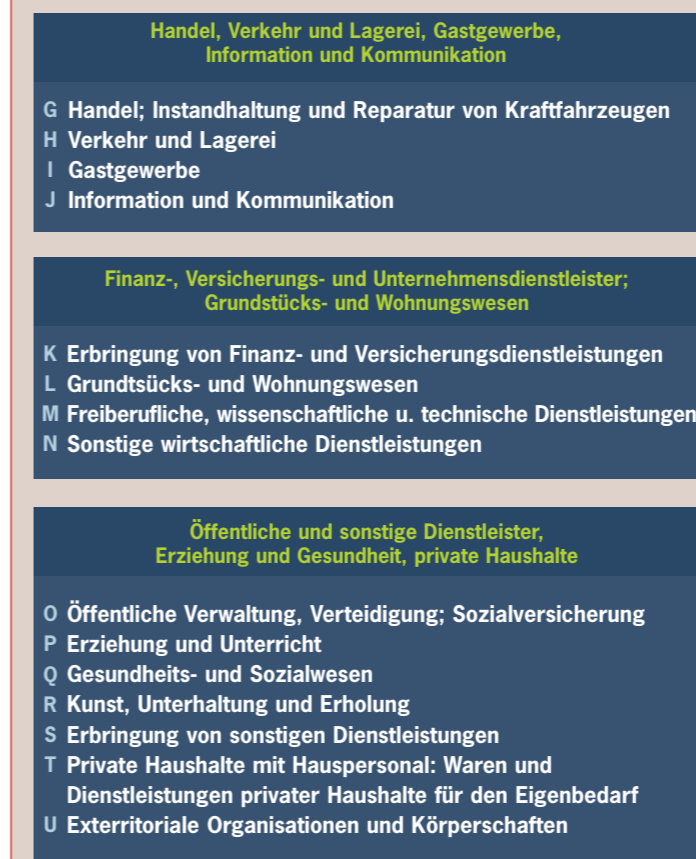 Handel, Verkehr und Lagerei, Gastgewerbe,
Information und Kommunikation
G Handel; Instandhaltung und Reparatur von Kraftfahrzeugen
H Verkehr und Lagerei
I Gastgewerbe
J Information und Kommunikation
Finanz-, Versicherungs- und Unternehmensdienstleister;
Grundstücks- und Wohnungswesen
K Erbringung von Finanz- und Versicherungsdienstleistungen
L Grundtsücks- und Wohnungswesen
M Freiberufliche, wissenschaftliche u. technische Dienstleistungen
N Sonstige wirtschaftliche Dienstleistungen
Öffentliche und sonstige Dienstleister,
Erziehung und Gesundheit, private Haushalte
O Öffentliche Verwaltung, Verteidigung; Sozialversicherung
P Erziehung und Unterricht
Q Gesundheits- und Sozialwesen
R Kunst, Unterhaltung und Erholung
S Erbringung von sonstigen Dienstleistungen
T Private Haushalte mit Hauspersonal: Waren und
Dienstleistungen privater Haushalte für den Eigenbedarf
U Exterritoriale Organisationen und Körperschaften